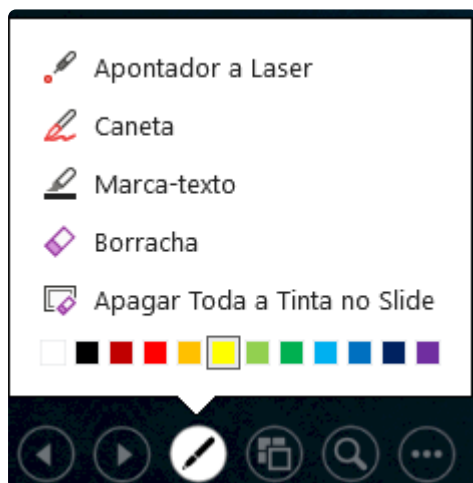 Apontador a Laser
Caneta
Marca-texto
Borracha
Apagar Toda a Tinta no Slide